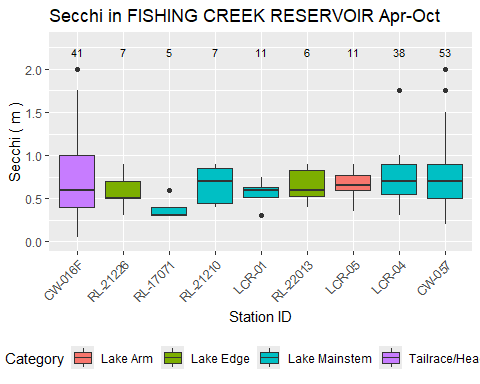 Secchi in FISHING CREEK RESERVOIR Apr-Oct
41 7 5 7 11 6 11 38 53
2.0
1.5
1.0
0.5
0.0
Secchi ( m )
CW-016F RL-21226 RL-17071 RL-21210 LCR-01 RL-22013 LCR-05 LCR-04 CW-057
Station ID
Category Lake Arm Lake Edge Lake Mainstem Tailrace/Hea